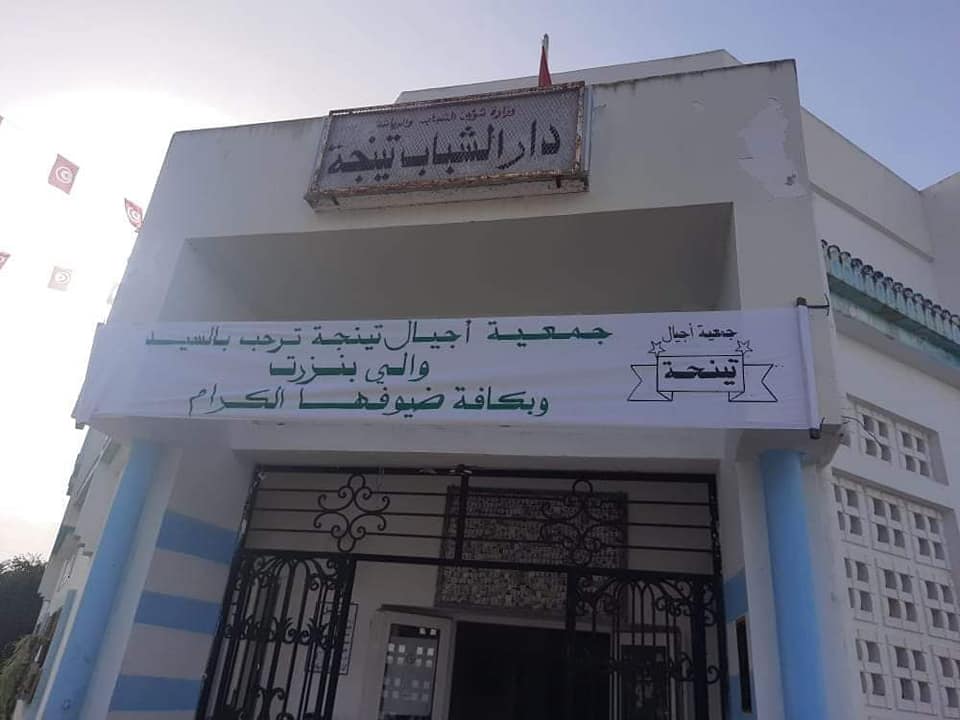 وزارة شؤون الشباب والرياضة
دار الشباب تينجة
جمعية أجيال تينجة ترحب بالسيد
والي بنزرت
وبكافة ضيوفها الكرام
جمعية أجيال
تينجة